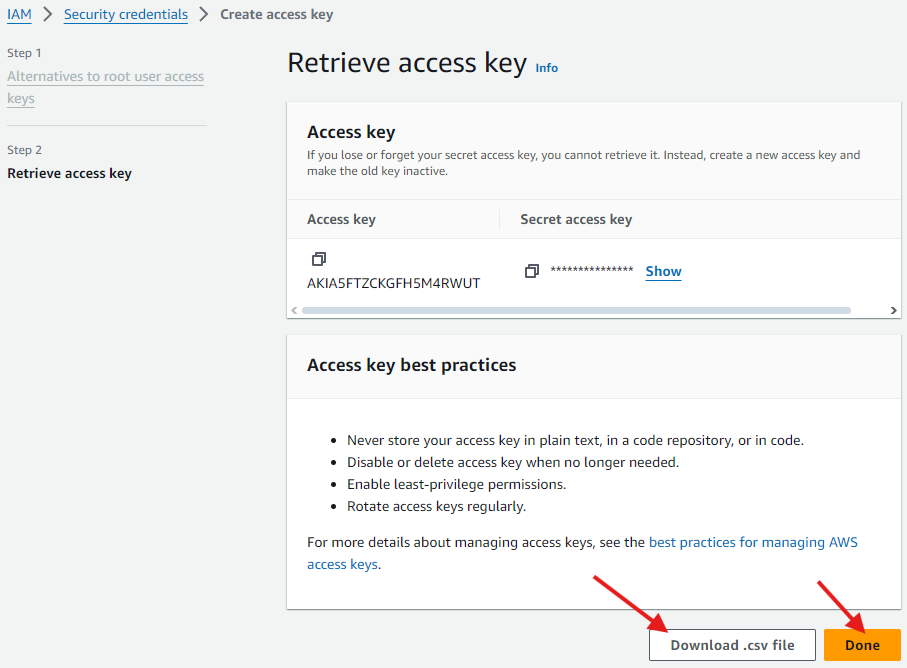 IAM > Security credentials > Create access key
Step 1
Alternatives to root user access
keys
Step 2
Retrieve access key
Retrieve access key Info
Access key
If you lose or forget your secret access key, you cannot retrieve it. Instead, create a new access key and
make the old key inactive.
Access key Secret access key
AKIA5FTZCKGFH5M4RWUT
*************** Show
Access key best practices
• Never store your access key in plain text, in a code repository, or in code.
• Disable or delete access key when no longer needed.
• Enable least-privilege permissions.
• Rotate access keys regularly.
For more details about managing access keys, see the best practices for managing AWS
access keys.
Download .csv file Done